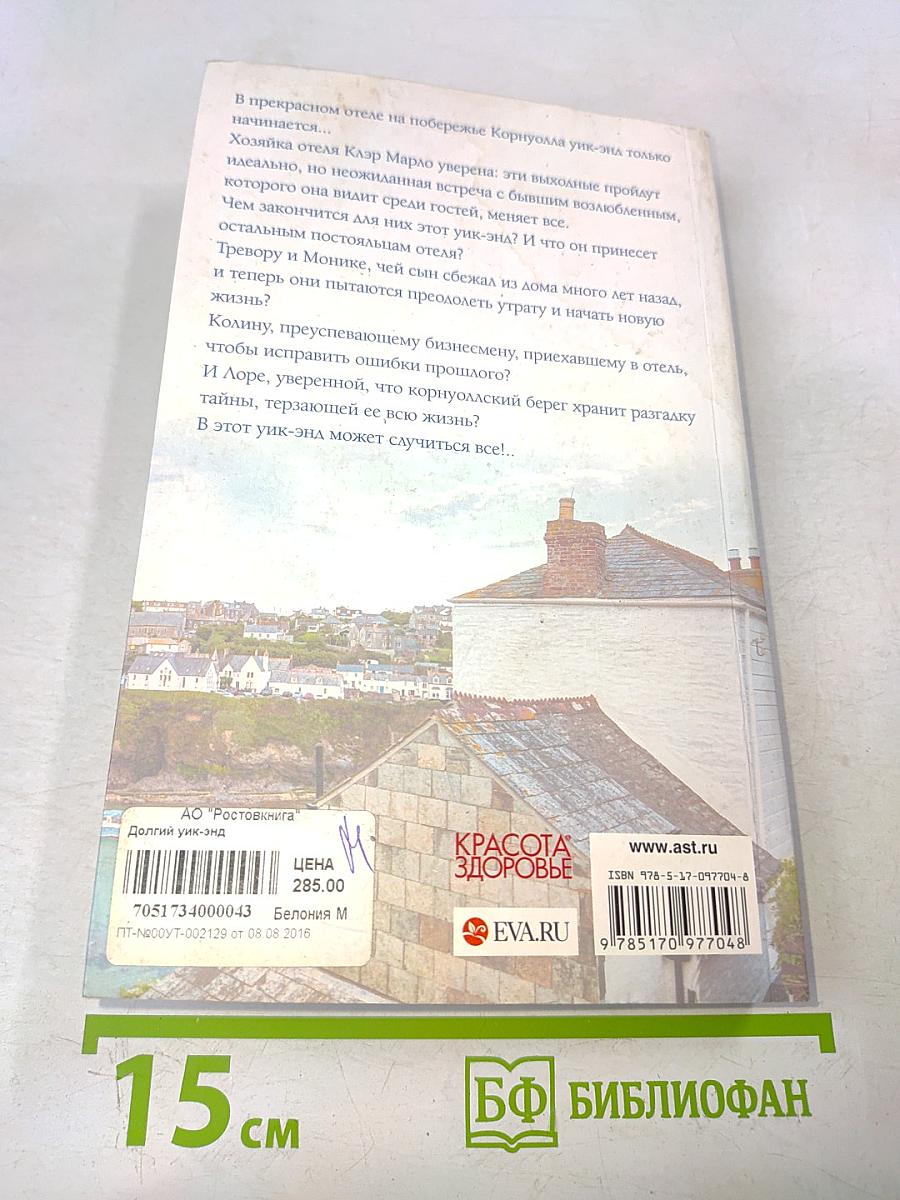 В прекрасном отеле на побережье Корнуолла уик-энд только
начинается...
Хозяйка отеля Клэр Марло уверена: эти выходные пройдут
идеально, но неожиданная встреча с бывшим возлюбленным,
которого она видит среди гостей, меняет все.
Чем закончится для них этот уик-энд? И что он принесет
остальным постояльцам отеля?
Тревору и Монике, чей сын сбежал из дома много лет назад,
и теперь они пытаются преодолеть утрату и начать новую
жизнь?
Колину, преуспевающему бизнесмену, приехавшему в отель,
чтобы исправить ошибки прошлого?
И Лоре, уверенной, что корнуоллский берег хранит разгадку
тайны, терзающей ее всю жизнь?
В этот уик-энд может случиться все!..
АО "Ростовкнига"
Долгий уик-энд
ЦЕНА
285.00
7051734000043 Белония М
ПТ-№00УТ-002129 от 08.08.2016
КРАСОТА®
ЗДОРОВЬЕ
EVA.RU
www.ast.ru
ISBN 978-5-17-097704-8
9 785170 977048
15 см
БФ БИБЛИОФАН